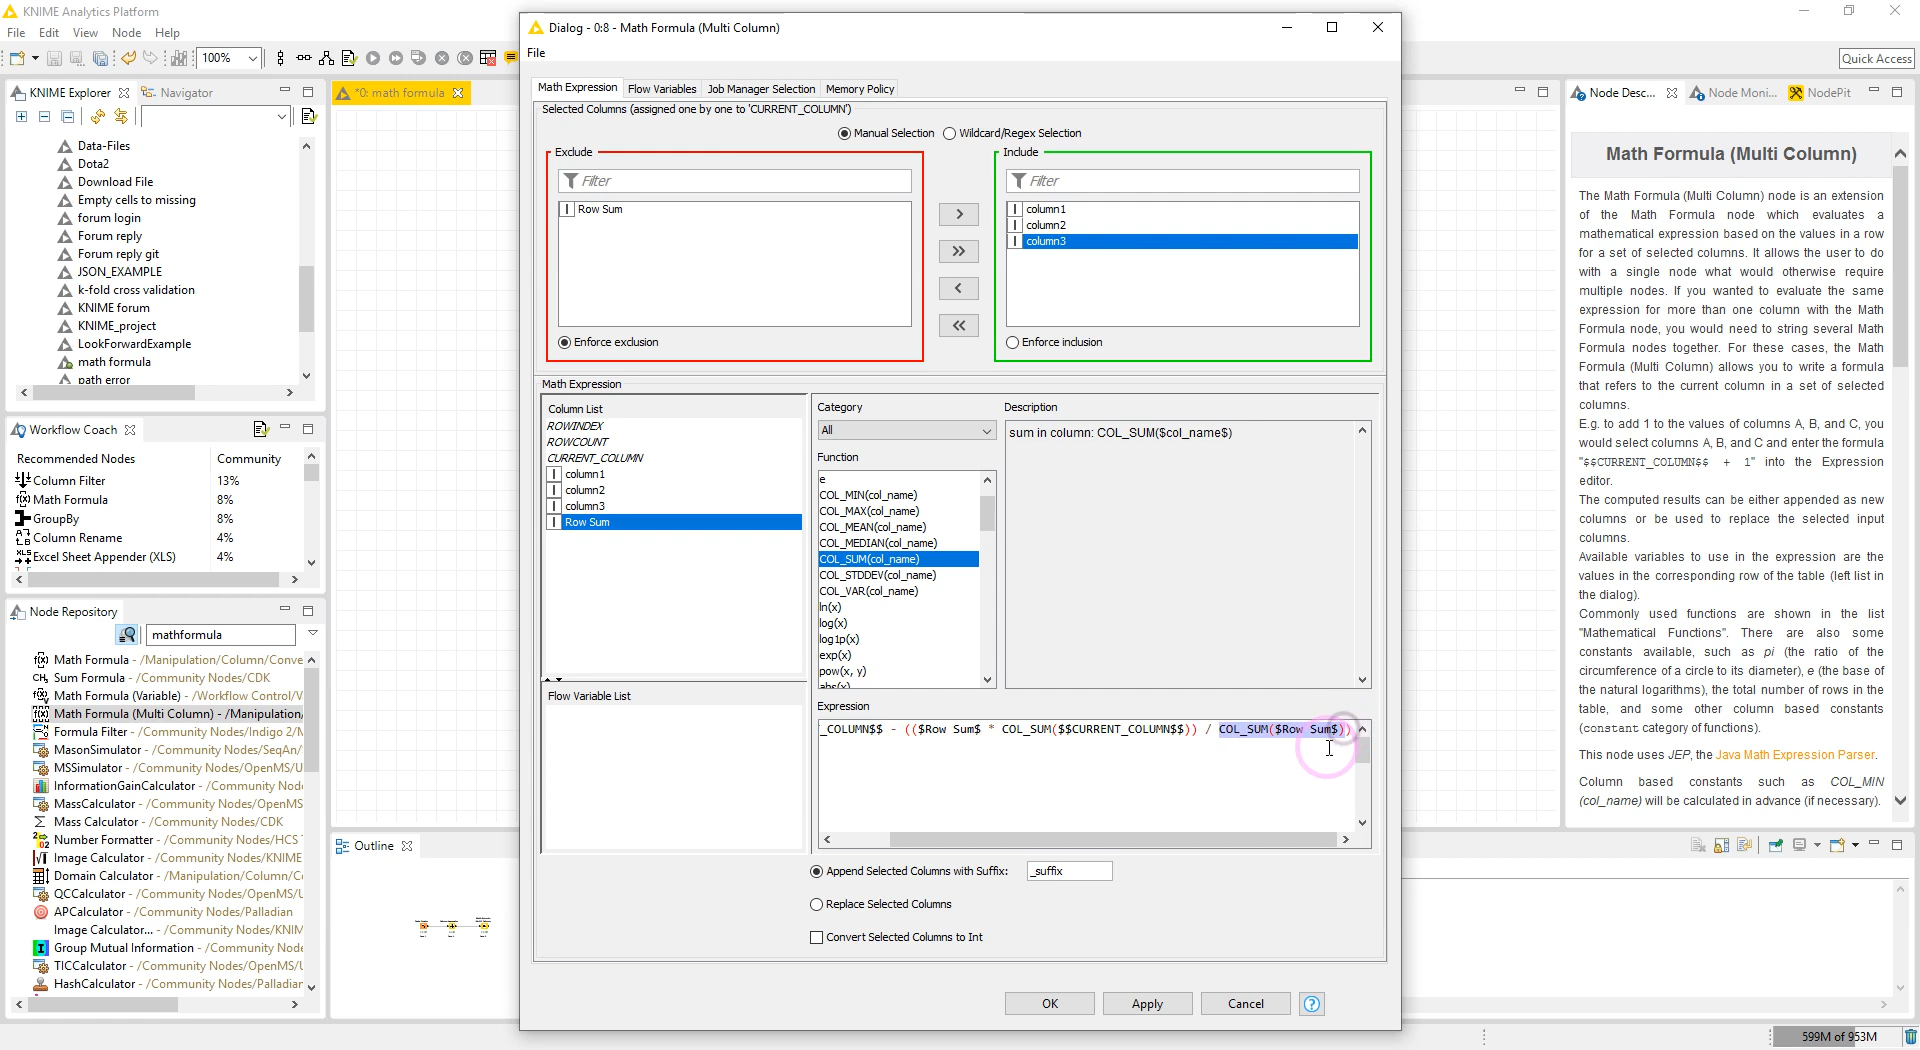 KNIME Analytics Platform
File Edit View Node Help
100%
Quick Access
KNIME Explorer
Navigator
Data-Files
Dota2
Download File
Empty cells to missing
forum login
Forum reply
Forum reply git
JSON_EXAMPLE
k-fold cross validation
KNIME forum
KNIME_project
LookForwardExample
math formula
path error
Workflow Coach
Recommended Nodes Community
Column Filter 13%
Math Formula 8%
GroupBy 8%
Column Rename 4%
Excel Sheet Appender (XLS) 4%
Node Repository
mathformula
Math Formula - /Manipulation/Column/Conve
Sum Formula - /Community Nodes/CDK
Math Formula (Variable) - /Workflow Control/V
Math Formula (Multi Column) - /Manipulation/
Formula Filter - /Community Nodes/Indigo 2/M
MasonSimulator - /Community Nodes/SeqAn/
MSSimulator - /Community Nodes/OpenMS/U
InformationGainCalculator - /Community Nodes
MassCalculator - /Community Nodes/OpenMS
Mass Calculator - /Community Nodes/CDK
Number Formatter - /Community Nodes/HCS
Image Calculator - /Community Nodes/KNIME
Domain Calculator - /Manipulation/Column/C
QCCalculator - /Community Nodes/OpenMS/U
APCalculator - /Community Nodes/Palladian
Image Calculator... - /Community Nodes/KNIM
Group Mutual Information - /Community Node
TICCalculator - /Community Nodes/OpenMS/U
HashCalculator - /Community Nodes/Palladian
*0: math formula
Outline
Dialog - 0:8 - Math Formula (Multi Column)
File
Math Expression Flow Variables Job Manager Selection Memory Policy
Selected Columns (assigned one by one to 'CURRENT_COLUMN')
Manual Selection Wildcard/Regex Selection
Exclude
Filter
Row Sum
Enforce exclusion
Include
Filter
column1
column2
column3
Enforce inclusion
Math Expression
Column List
ROWINDEX
ROWCOUNT
CURRENT_COLUMN
column1
column2
column3
Row Sum
Flow Variable List
Category
All
Function
e
COL_MIN(col_name)
COL_MAX(col_name)
COL_MEAN(col_name)
COL_MEDIAN(col_name)
COL_SUM(col_name)
COL_STDDEV(col_name)
COL_VAR(col_name)
ln(x)
log(x)
log1p(x)
exp(x)
pow(x, y)
abs(x)
Description
sum in column: COL_SUM($col_name$)
Expression
_COLUMN$$ - (($Row Sum$ * COL_SUM($$CURRENT_COLUMN$$)) / COL_SUM($Row Sum$))
Append Selected Columns with Suffix: _suffix
Replace Selected Columns
Convert Selected Columns to Int
OK Apply Cancel
Node Desc... Node Moni... NodePit
Math Formula (Multi Column)
The Math Formula (Multi Column) node is an extension
of the Math Formula node which evaluates a
mathematical expression based on the values in a row
for a set of selected columns. It allows the user to do
with a single node what would otherwise require
multiple nodes. If you wanted to evaluate the same
expression for more than one column with the Math
Formula node, you would need to string several Math
Formula nodes together. For these cases, the Math
Formula (Multi Column) allows you to write a formula
that refers to the current column in a set of selected
columns.
E.g. to add 1 to the values of columns A, B, and C, you
would select columns A, B, and C and enter the formula
"$$CURRENT_COLUMN$$ + 1" into the Expression
editor.
The computed results can be either appended as new
columns or be used to replace the selected input
columns.
Available variables to use in the expression are the
values in the corresponding row of the table (left list in
the dialog).
Commonly used functions are shown in the list
"Mathematical Functions". There are also some
constants available, such as pi (the ratio of the
circumference of a circle to its diameter), e (the base of
the natural logarithms), the total number of rows in the
table, and some other column based constants
(constant category of functions).
This node uses JEP, the Java Math Expression Parser.
Column based constants such as COL_MIN
(col_name) will be calculated in advance (if necessary).
599M of 953M